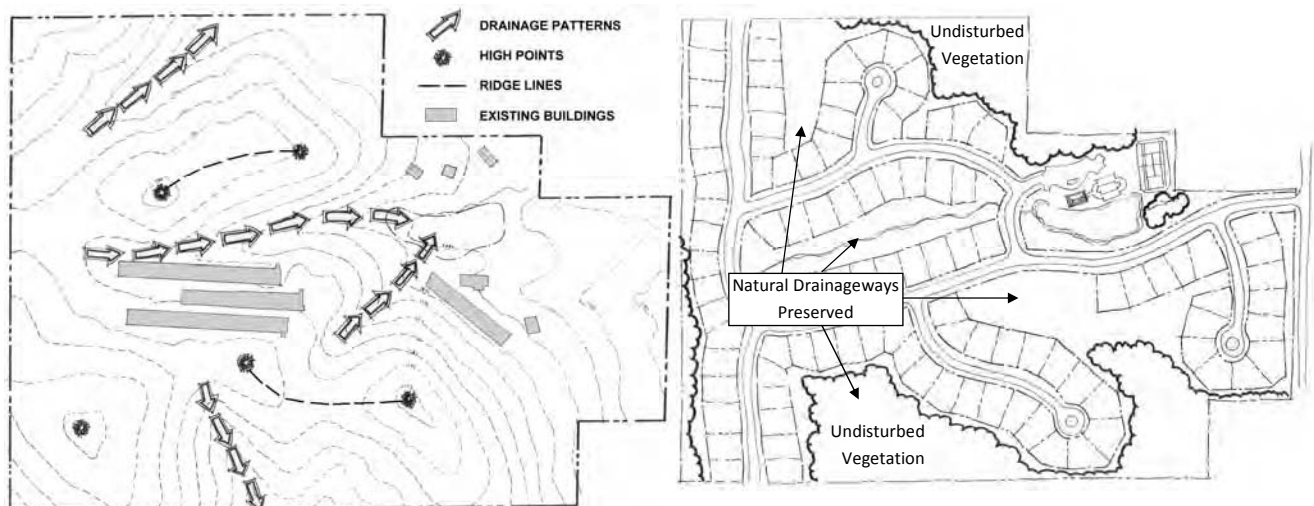 DRAINAGE PATTERNS
HIGH POINTS
RIDGE LINES
EXISTING BUILDINGS
Undisturbed
Vegetation
Natural Drainageways
Preserved
Undisturbed
Vegetation